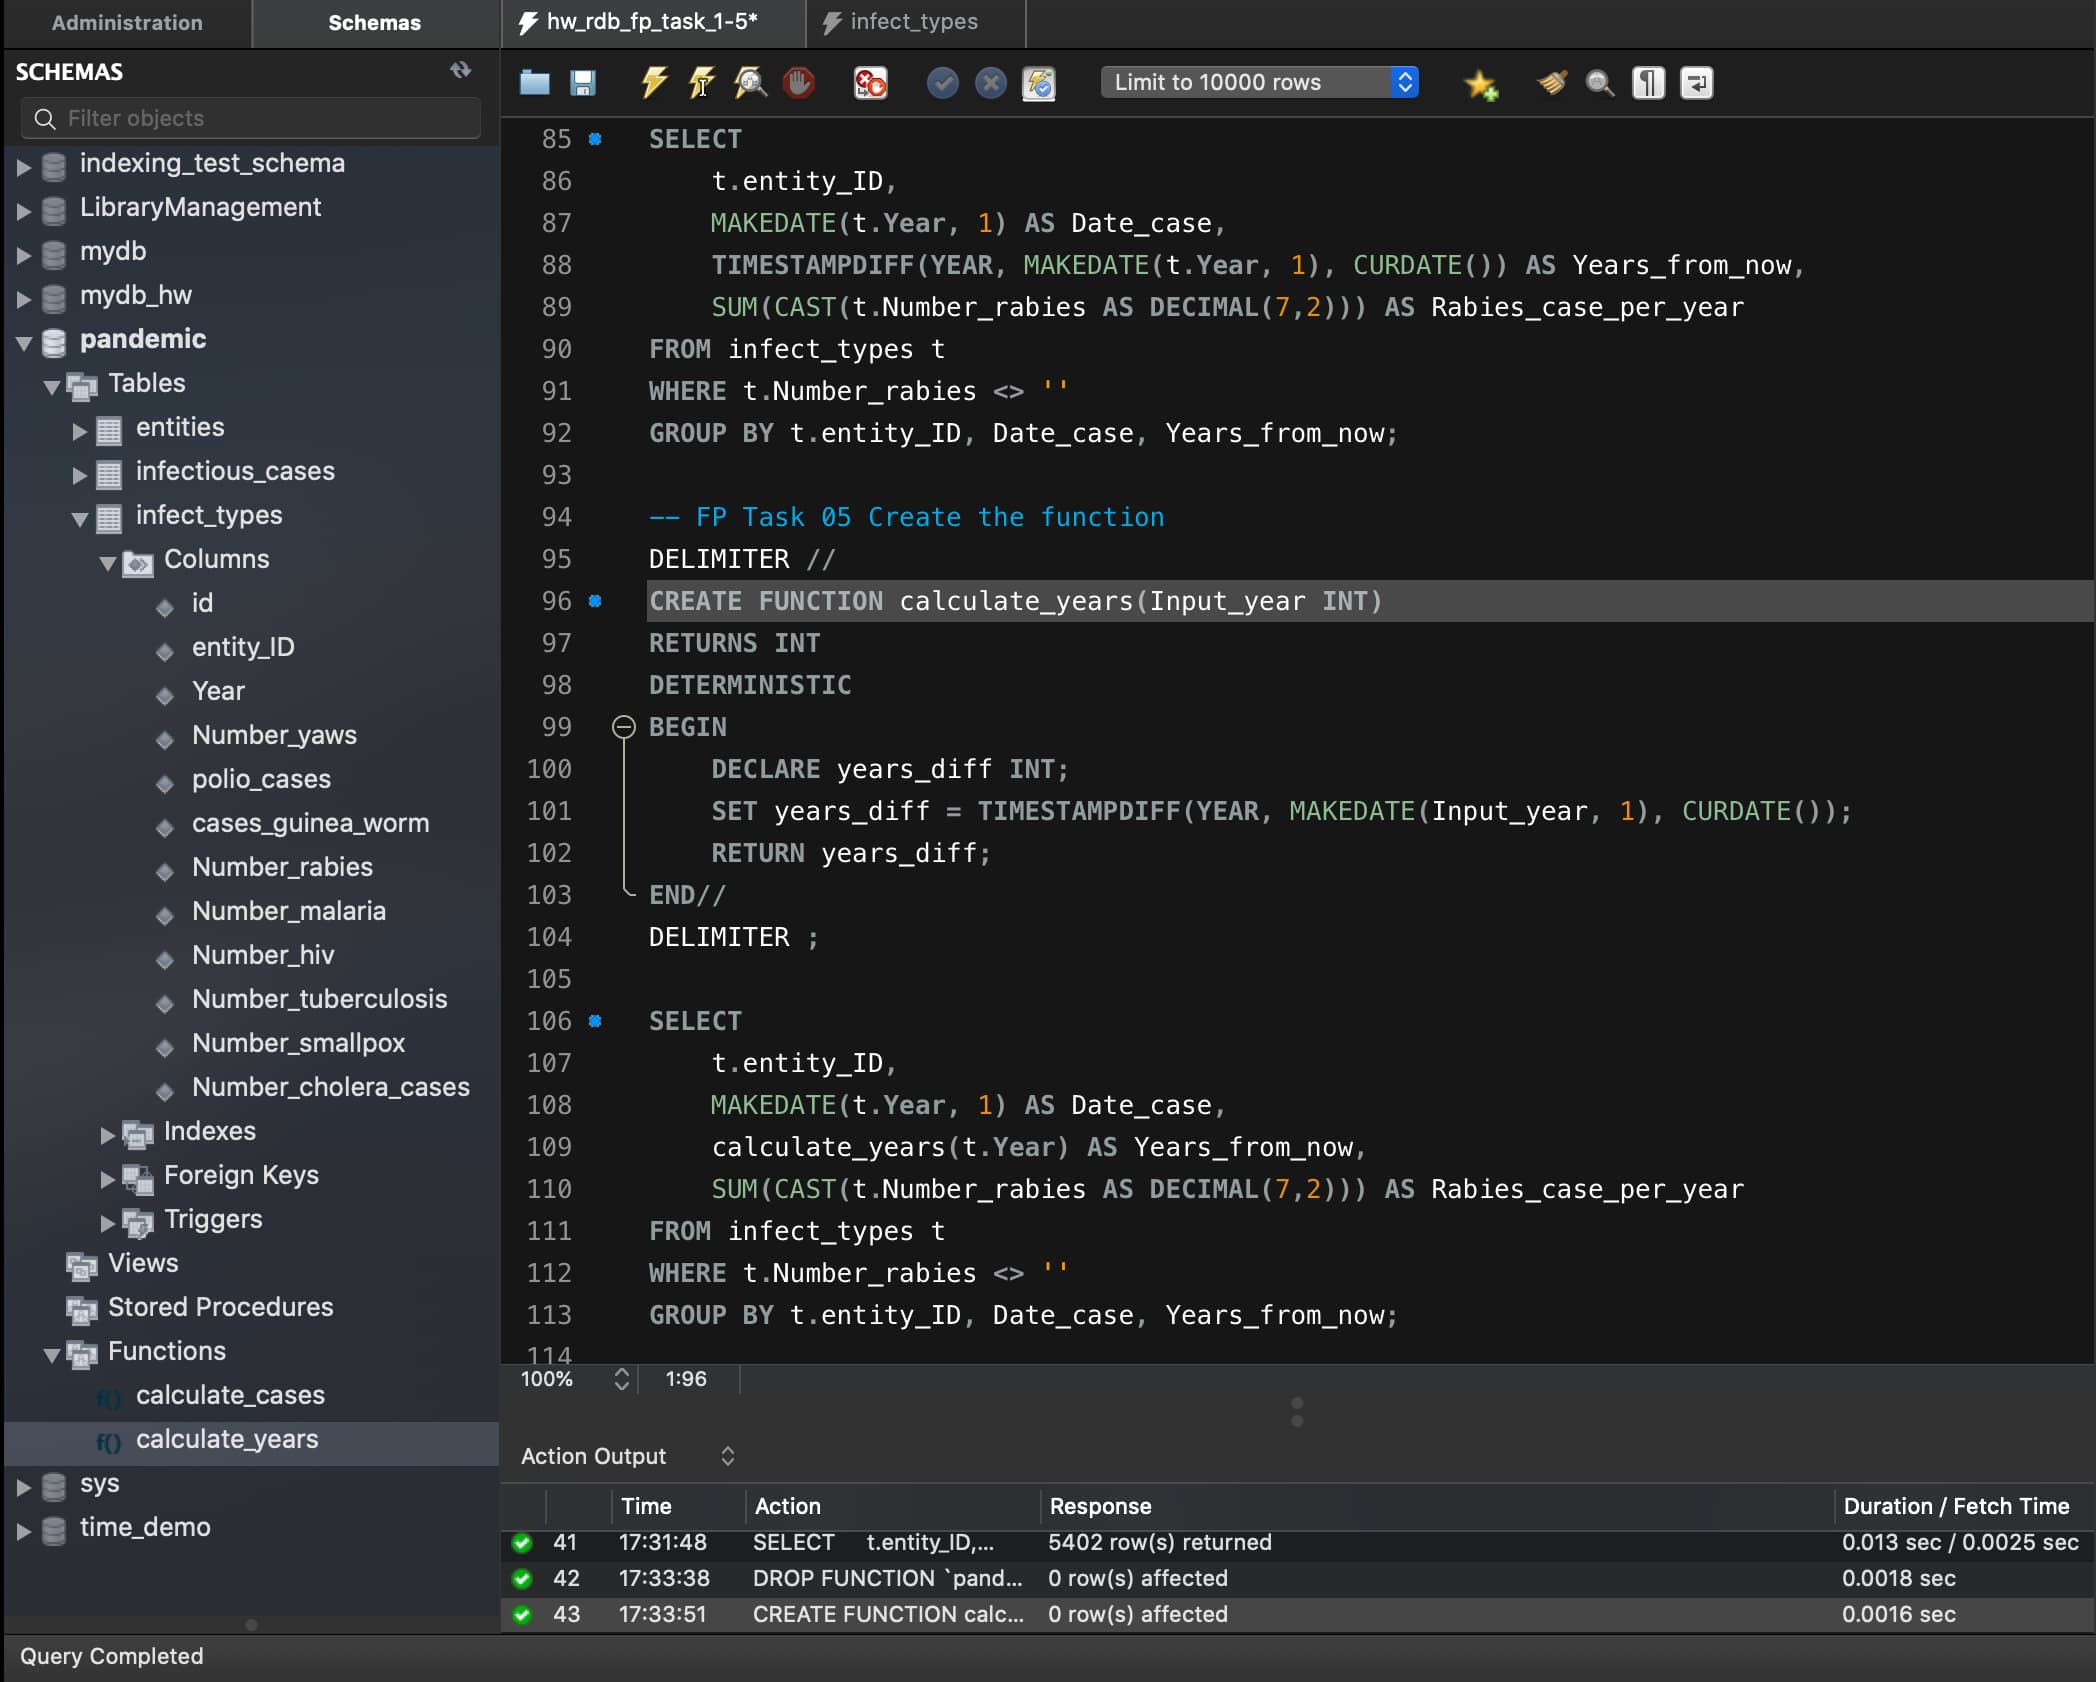 Administration
Schemas
hw_rdb_fp_task_1-5*
infect_types
SCHEMAS
Filter objects
indexing_test_schema
LibraryManagement
mydb
mydb_hw
pandemic
Tables
entities
infectious_cases
infect_types
Columns
id
entity_ID
Year
Number_yaws
polio_cases
cases_guinea_worm
Number_rabies
Number_malaria
Number_hiv
Number_tuberculosis
Number_smallpox
Number_cholera_cases
Indexes
Foreign Keys
Triggers
Views
Stored Procedures
Functions
f() calculate_cases
f() calculate_years
sys
time_demo
Limit to 10000 rows
85 SELECT
86 t.entity_ID,
87 MAKEDATE(t.Year, 1) AS Date_case,
88 TIMESTAMPDIFF(YEAR, MAKEDATE(t.Year, 1), CURDATE()) AS Years_from_now,
89 SUM(CAST(t.Number_rabies AS DECIMAL(7,2))) AS Rabies_case_per_year
90 FROM infect_types t
91 WHERE t.Number_rabies <> ''
92 GROUP BY t.entity_ID, Date_case, Years_from_now;
93
94 -- FP Task 05 Create the function
95 DELIMITER //
96 CREATE FUNCTION calculate_years(Input_year INT)
97 RETURNS INT
98 DETERMINISTIC
99 BEGIN
100 DECLARE years_diff INT;
101 SET years_diff = TIMESTAMPDIFF(YEAR, MAKEDATE(Input_year, 1), CURDATE());
102 RETURN years_diff;
103 END//
104 DELIMITER ;
105
106 SELECT
107 t.entity_ID,
108 MAKEDATE(t.Year, 1) AS Date_case,
109 calculate_years(t.Year) AS Years_from_now,
110 SUM(CAST(t.Number_rabies AS DECIMAL(7,2))) AS Rabies_case_per_year
111 FROM infect_types t
112 WHERE t.Number_rabies <> ''
113 GROUP BY t.entity_ID, Date_case, Years_from_now;
114
100% 1:96
Action Output
Time Action Response Duration / Fetch Time
41 17:31:48 SELECT t.entity_ID,... 5402 row(s) returned 0.013 sec / 0.0025 sec
42 17:33:38 DROP FUNCTION `pand... 0 row(s) affected 0.0018 sec
43 17:33:51 CREATE FUNCTION calc... 0 row(s) affected 0.0016 sec
Query Completed